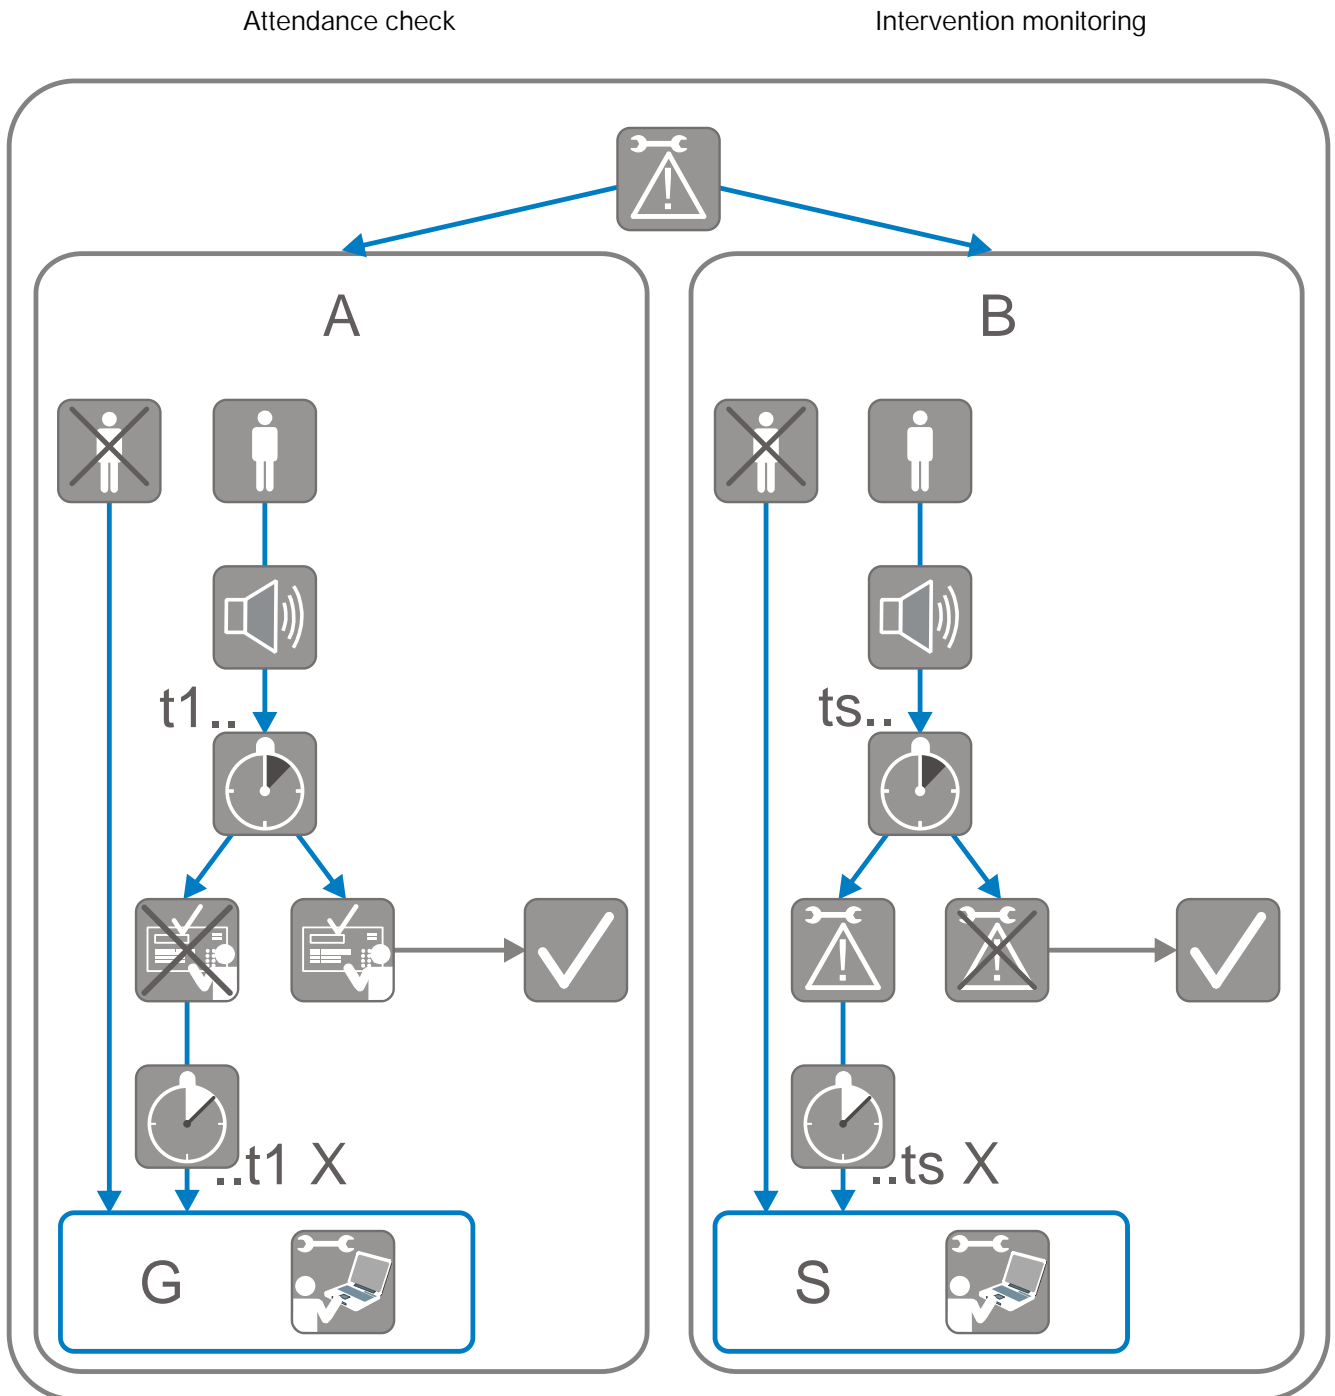 Attendance check
Intervention monitoring
A
B
t1..
ts..
..t1 X
..ts X
G
S